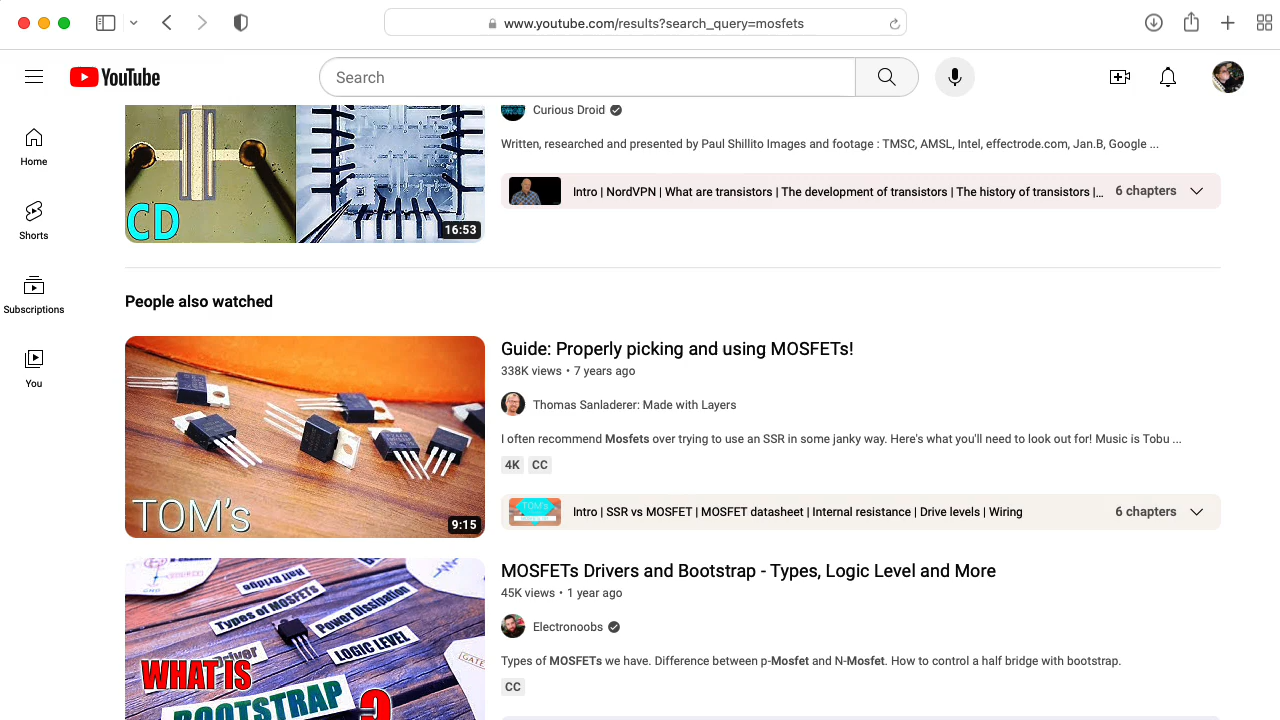 www.youtube.com/results?search_query=mosfets
YouTube
Search
Home
Shorts
Subscriptions
You
CD
16:53
Curious Droid
Written, researched and presented by Paul Shillito Images and footage : TMSC, AMSL, Intel, effectrode.com, Jan.B, Google ...
Intro | NordVPN | What are transistors | The development of transistors | The history of transistors |...
6 chapters
People also watched
TOM's
9:15
Guide: Properly picking and using MOSFETs!
338K views • 7 years ago
Thomas Sanladerer: Made with Layers
I often recommend Mosfets over trying to use an SSR in some janky way. Here's what you'll need to look out for! Music is Tobu ...
4K CC
TOM's
Intro | SSR vs MOSFET | MOSFET datasheet | Internal resistance | Drive levels | Wiring
6 chapters
Half Bridge
Types of MOSFETs
Power Dissipation
Driver
LOGIC LEVEL
GATE
WHAT IS
BOOTSTRAP ?
MOSFETs Drivers and Bootstrap - Types, Logic Level and More
45K views • 1 year ago
Electronoobs
Types of MOSFETs we have. Difference between p-Mosfet and N-Mosfet. How to control a half bridge with bootstrap.
CC